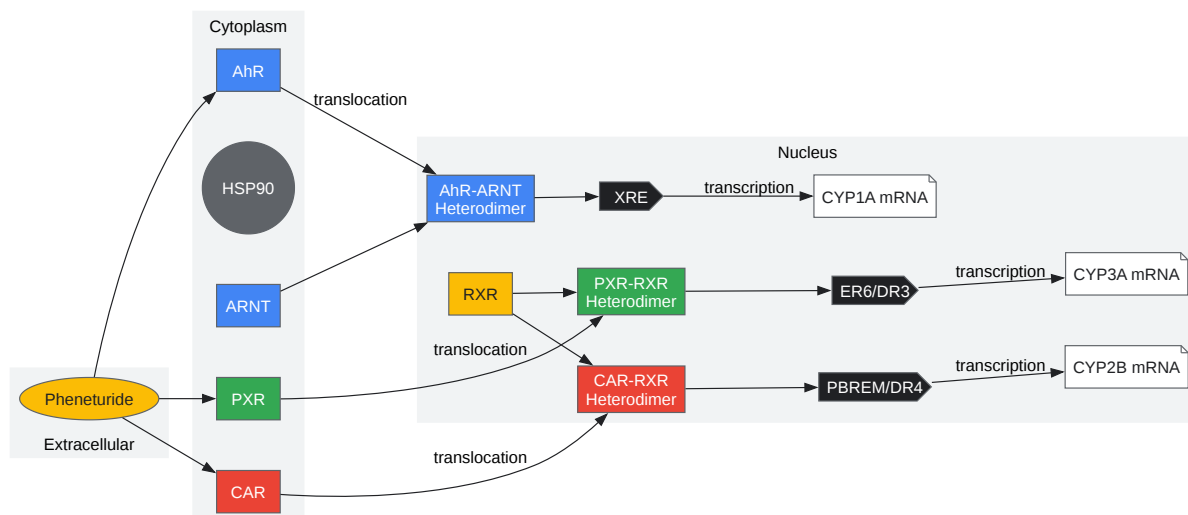 Cytoplasm
AhR
translocation
HSP90
Nucleus
AhR-ARNT
Heterodimer
XRE
transcription
CYP1A mRNA
ARNT
RXR
PXR-RXR
Heterodimer
ER6/DR3
transcription
CYP3A mRNA
translocation
Pheneturide
Extracellular
PXR
CAR-RXR
Heterodimer
PBREM/DR4
transcription
CYP2B mRNA
translocation
CAR